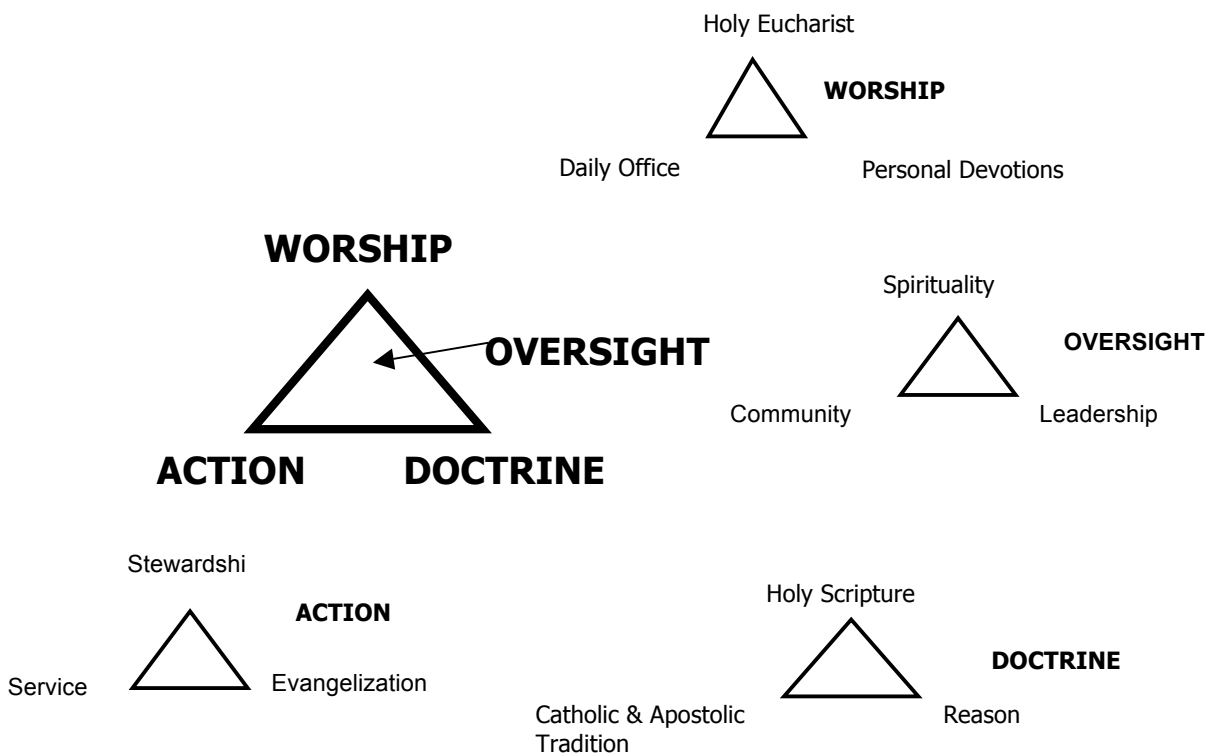 Holy Eucharist
WORSHIP
Daily Office
Personal Devotions
WORSHIP
OVERSIGHT
ACTION
DOCTRINE
Spirituality
OVERSIGHT
Community
Leadership
Stewardshi
ACTION
Service
Evangelization
Holy Scripture
DOCTRINE
Catholic & Apostolic
Tradition
Reason